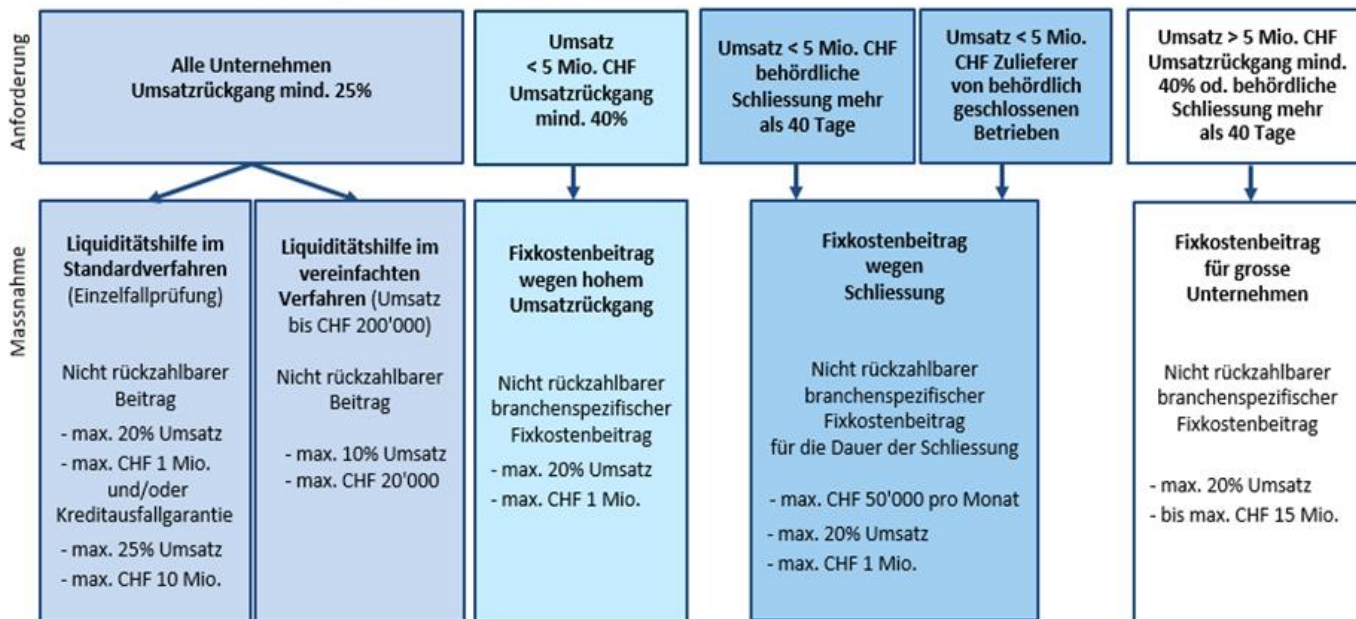 Anforderung
Alle Unternehmen
Umsatzrückgang mind. 25%
Umsatz
< 5 Mio. CHF
Umsatzrückgang
mind. 40%
Umsatz < 5 Mio. CHF
behördliche
Schliessung mehr
als 40 Tage
Umsatz < 5 Mio.
CHF Zulieferer
von behördlich
geschlossenen
Betrieben
Umsatz > 5 Mio. CHF
Umsatzrückgang mind.
40% od. behördliche
Schliessung mehr
als 40 Tage
Massnahme
Liquiditätshilfe im
Standardverfahren
(Einzelfallprüfung)
Nicht rückzahlbarer
Beitrag
- max. 20% Umsatz
- max. CHF 1 Mio.
und/oder
Kreditausfallgarantie
- max. 25% Umsatz
- max. CHF 10 Mio.
Liquiditätshilfe im
vereinfachten
Verfahren (Umsatz
bis CHF 200'000)
Nicht rückzahlbarer
Beitrag
- max. 10% Umsatz
- max. CHF 20'000
Fixkostenbeitrag
wegen hohem
Umsatzrückgang
Nicht rückzahlbarer
branchenspezifischer
Fixkostenbeitrag
- max. 20% Umsatz
- max. CHF 1 Mio.
Fixkostenbeitrag
wegen
Schliessung
Nicht rückzahlbarer
branchenspezifischer
Fixkostenbeitrag
für die Dauer der Schliessung
- max. CHF 50'000 pro Monat
- max. 20% Umsatz
- max. CHF 1 Mio.
Fixkostenbeitrag
für grosse
Unternehmen
Nicht rückzahlbarer
branchenspezifischer
Fixkostenbeitrag
- max. 20% Umsatz
- bis max. CHF 15 Mio.